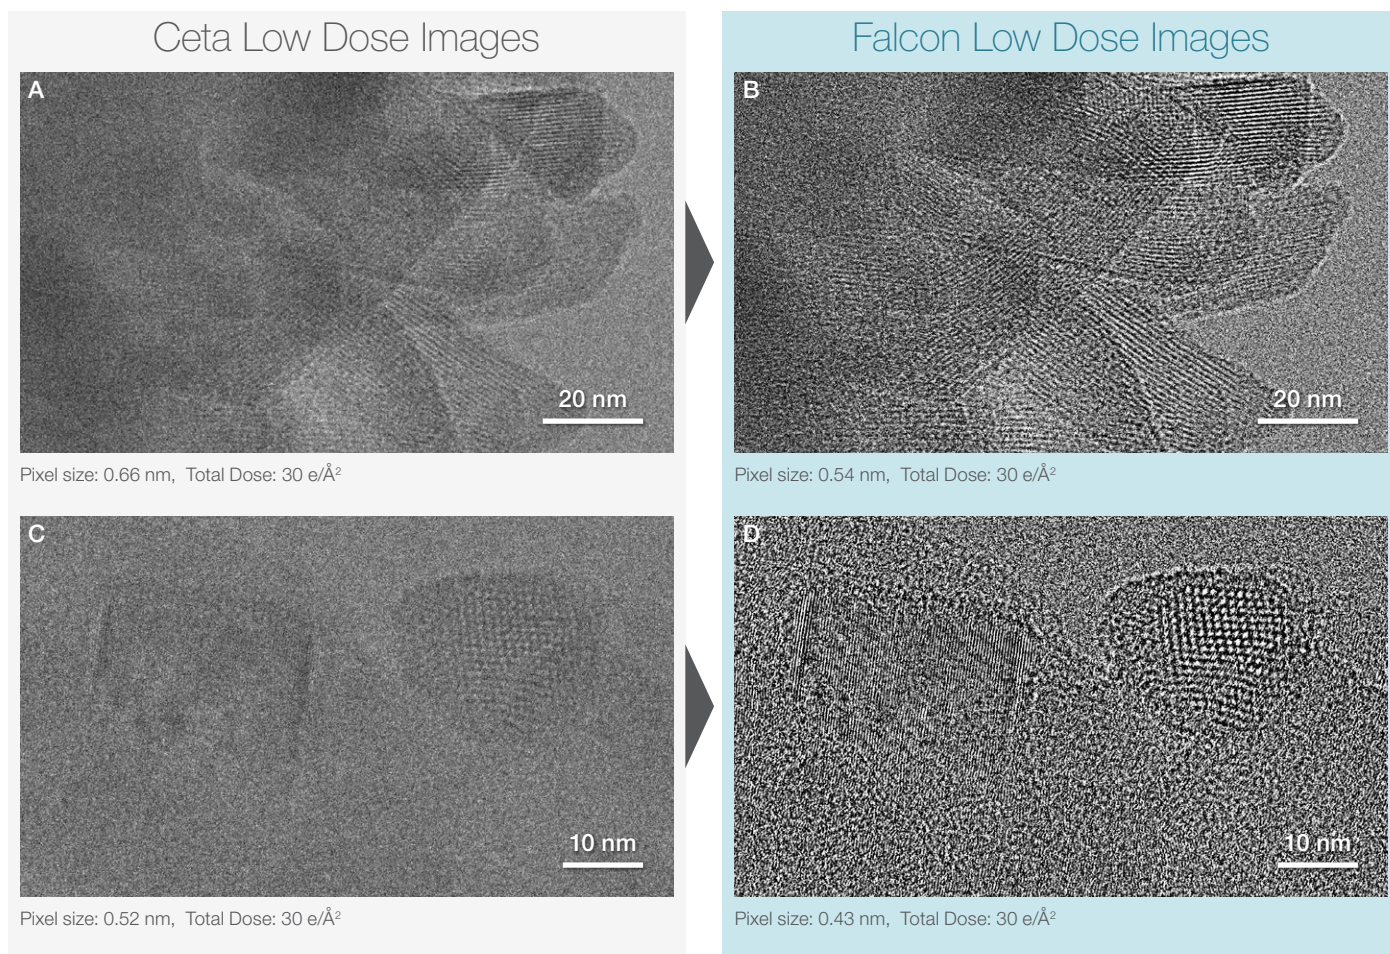 Ceta Low Dose Images
Falcon Low Dose Images
A
20 nm
Pixel size: 0.66 nm, Total Dose: 30 e/Å²
B
20 nm
Pixel size: 0.54 nm, Total Dose: 30 e/Å²
C
10 nm
Pixel size: 0.52 nm, Total Dose: 30 e/Å²
D
10 nm
Pixel size: 0.43 nm, Total Dose: 30 e/Å²